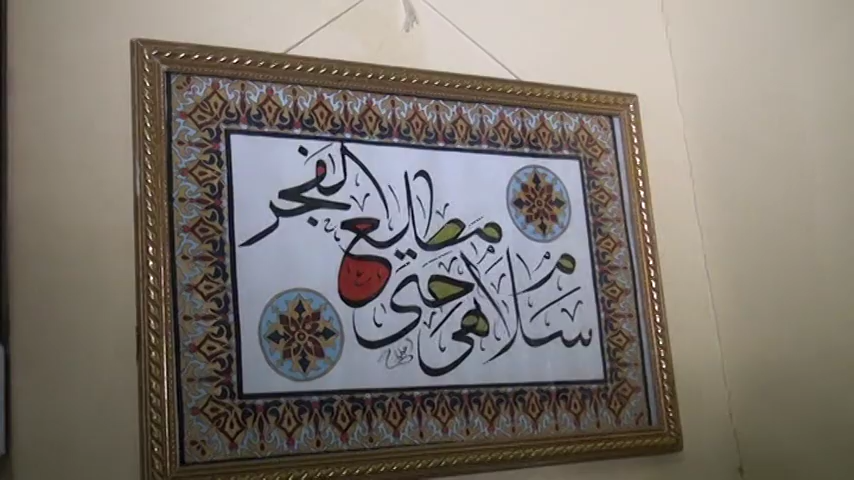 سلام هي حتى
مطلع الفجر